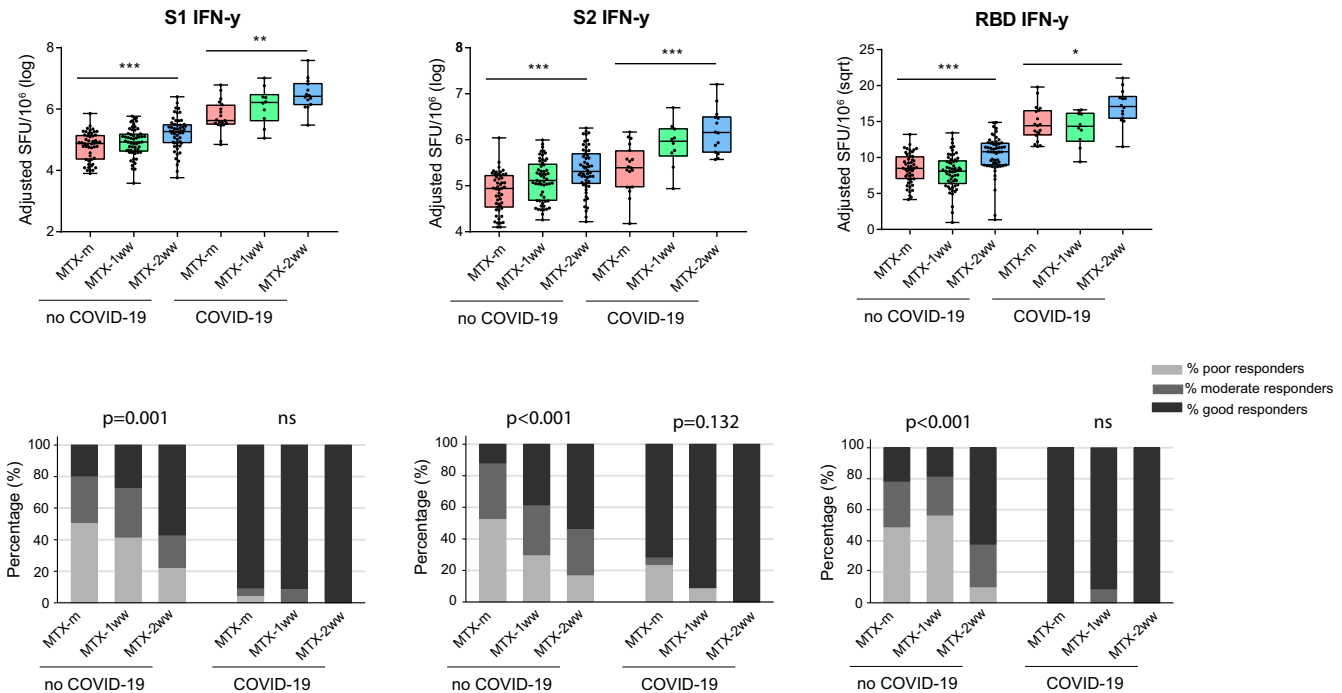 S1 IFN-y
Adjusted SFU/10⁶ (log)
8
6
4
2
***
**
MTX-m
MTX-1ww
MTX-2ww
MTX-m
MTX-1ww
MTX-2ww
no COVID-19
COVID-19
S2 IFN-y
Adjusted SFU/10⁶ (log)
8
7
6
5
4
***
***
MTX-m
MTX-1ww
MTX-2ww
MTX-m
MTX-1ww
MTX-2ww
no COVID-19
COVID-19
RBD IFN-y
Adjusted SFU/10⁶ (sqrt)
25
20
15
10
5
0
***
*
MTX-m
MTX-1ww
MTX-2ww
MTX-m
MTX-1ww
MTX-2ww
no COVID-19
COVID-19
% poor responders
% moderate responders
% good responders
p=0.001
ns
Percentage (%)
100
80
60
40
20
0
MTX-m
MTX-1ww
MTX-2ww
MTX-m
MTX-1ww
MTX-2ww
no COVID-19
COVID-19
p<0.001
p=0.132
Percentage (%)
100
80
60
40
20
0
MTX-m
MTX-1ww
MTX-2ww
MTX-m
MTX-1ww
MTX-2ww
no COVID-19
COVID-19
p<0.001
ns
Percentage (%)
100
80
60
40
20
0
MTX-m
MTX-1ww
MTX-2ww
MTX-m
MTX-1ww
MTX-2ww
no COVID-19
COVID-19